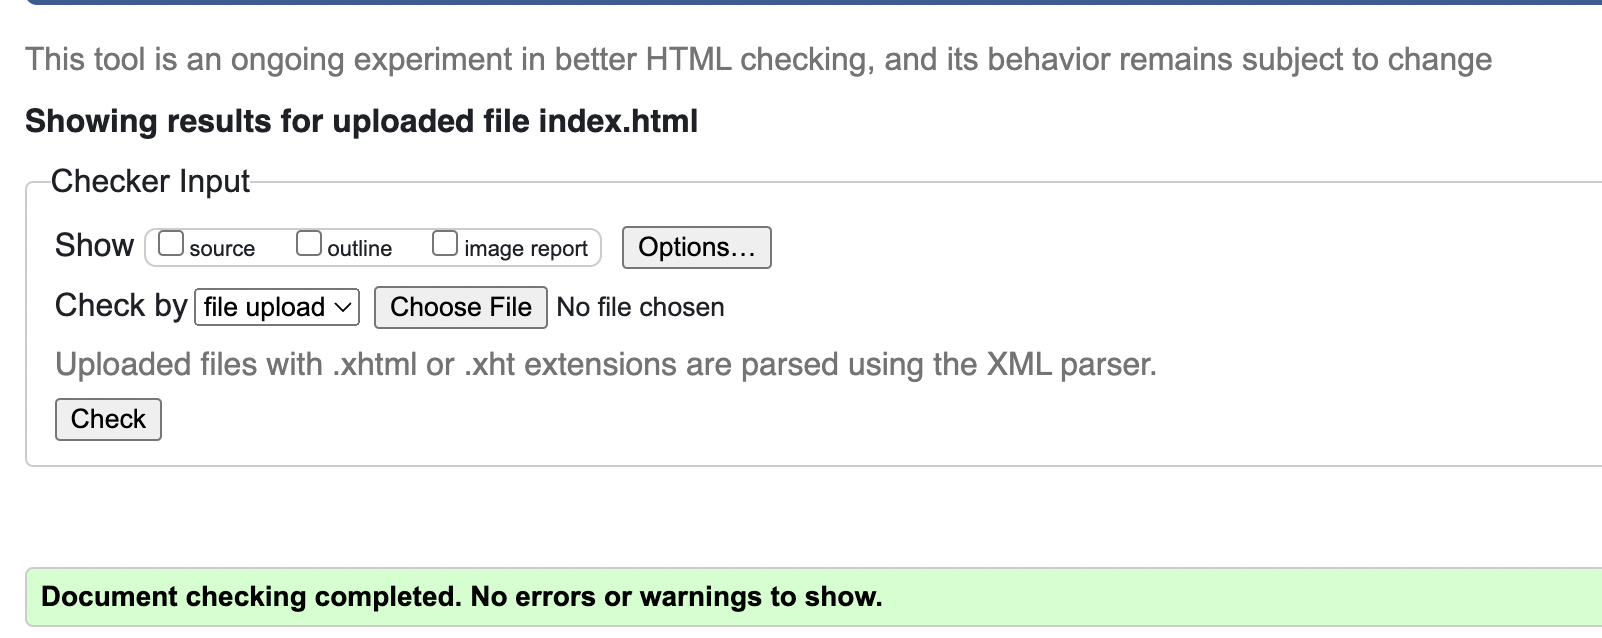 This tool is an ongoing experiment in better HTML checking, and its behavior remains subject to change
Showing results for uploaded file index.html
Checker Input
Show source outline image report Options...
Check by file upload Choose File No file chosen
Uploaded files with .xhtml or .xht extensions are parsed using the XML parser.
Check
Document checking completed. No errors or warnings to show.